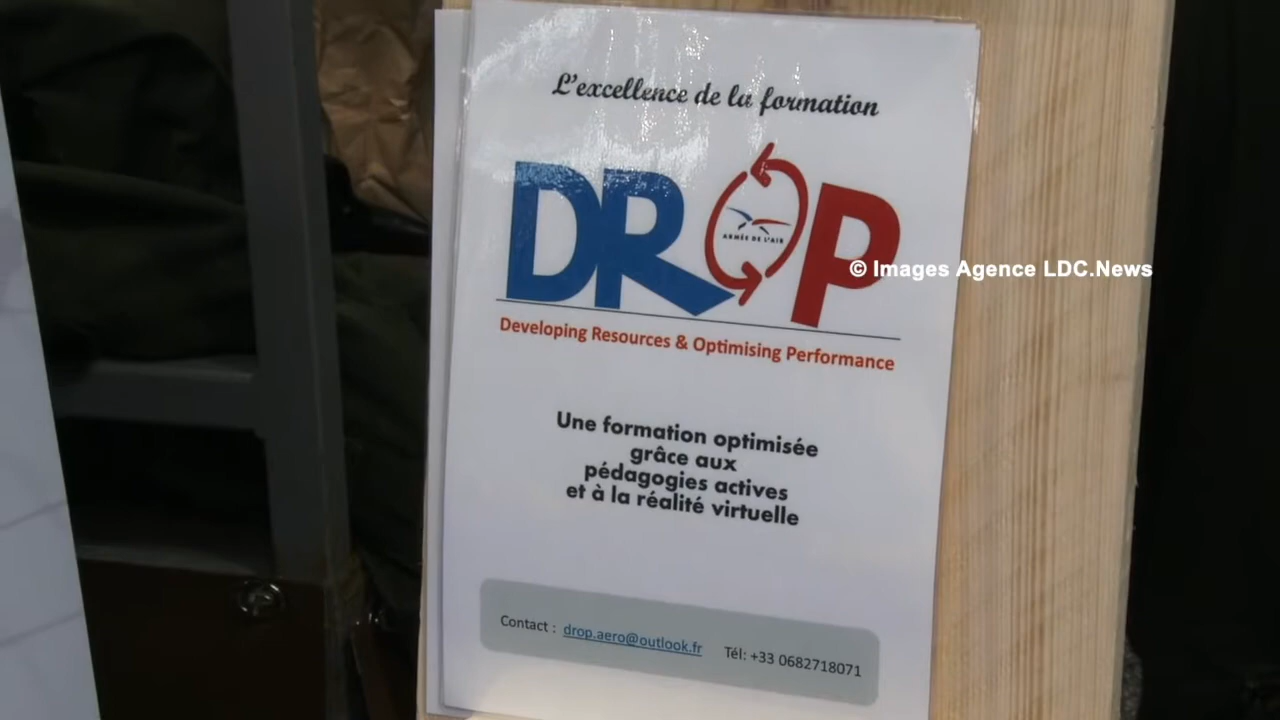 L'excellence de la formation
DROP
ARMÉE DE L'AIR
© Images Agence LDC.News
Developing Resources & Optimising Performance
Une formation optimisée
grâce aux
pédagogies actives
et à la réalité virtuelle
Contact : drop.aero@outlook.fr Tél: +33 0682718071